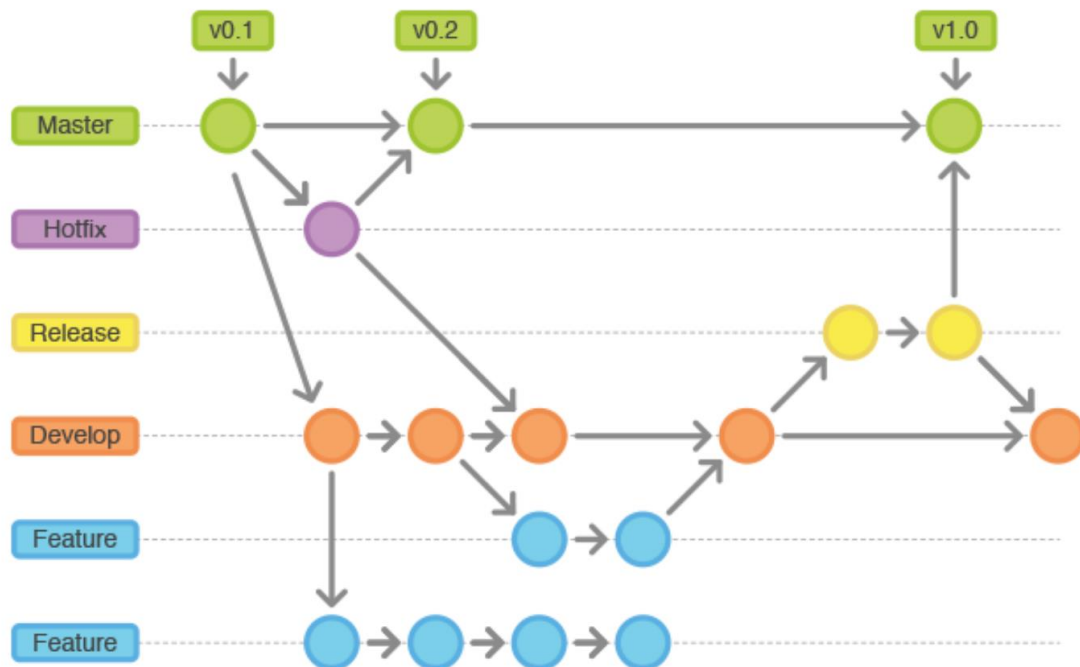 v0.1
v0.2
v1.0
Master
Hotfix
Release
Develop
Feature
Feature